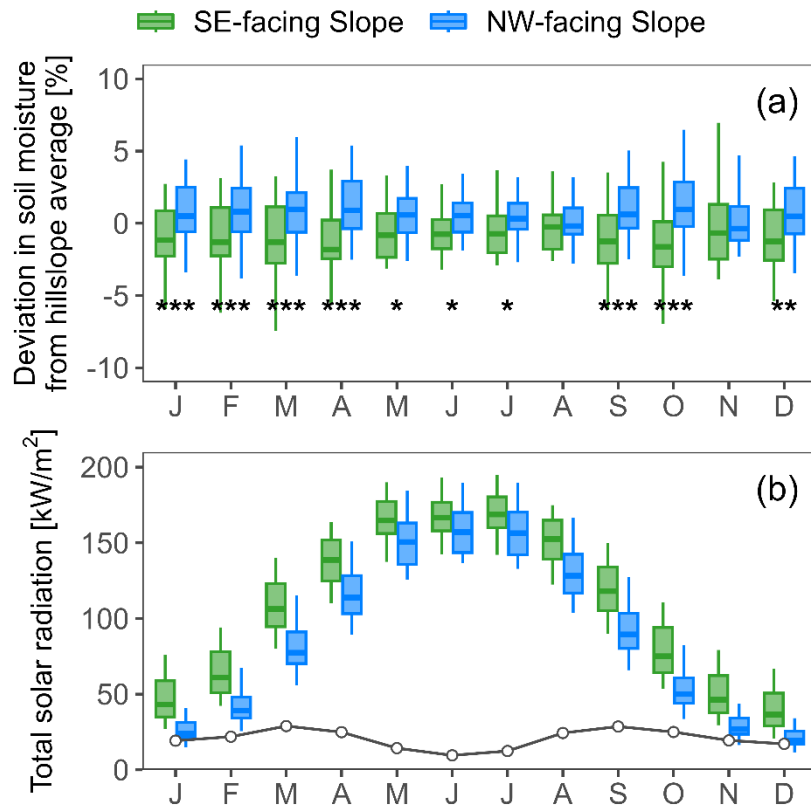 SE-facing Slope NW-facing Slope
(a)
Deviation in soil moisture
from hillslope average [%]
10
5
0
-5
-10
*** *** *** *** * * * *** *** **
J F M A M J J A S O N D
(b)
Total solar radiation [kW/m²]
200
150
100
50
0
J F M A M J J A S O N D